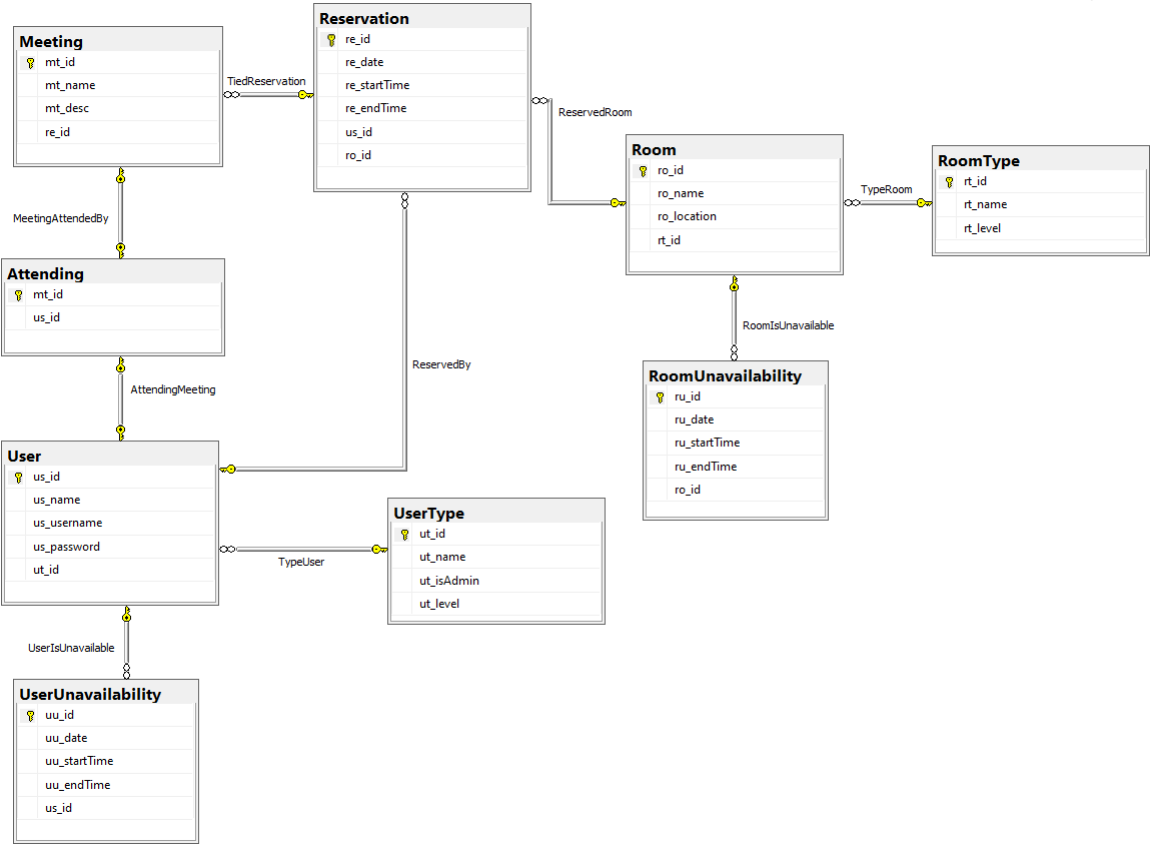 Meeting
mt_id
mt_name
mt_desc
re_id
TiedReservation
Reservation
re_id
re_date
re_startTime
re_endTime
us_id
ro_id
ReservedRoom
Room
ro_id
ro_name
ro_location
rt_id
TypeRoom
RoomType
rt_id
rt_name
rt_level
MeetingAttendedBy
Attending
mt_id
us_id
AttendingMeeting
ReservedBy
RoomIsUnavailable
RoomUnavailability
ru_id
ru_date
ru_startTime
ru_endTime
ro_id
User
us_id
us_name
us_username
us_password
ut_id
TypeUser
UserType
ut_id
ut_name
ut_isAdmin
ut_level
UserIsUnavailable
UserUnavailability
uu_id
uu_date
uu_startTime
uu_endTime
us_id